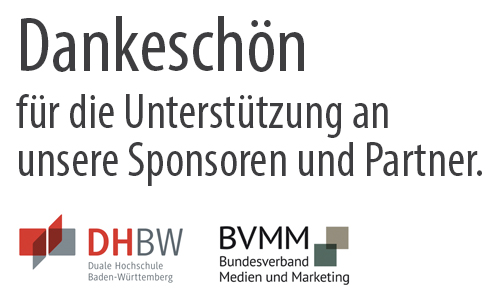 Dankeschön
für die Unterstützung an
unsere Sponsoren und Partner.
DHBW
Duale Hochschule
Baden-Württemberg
BVMM
Bundesverband
Medien und Marketing